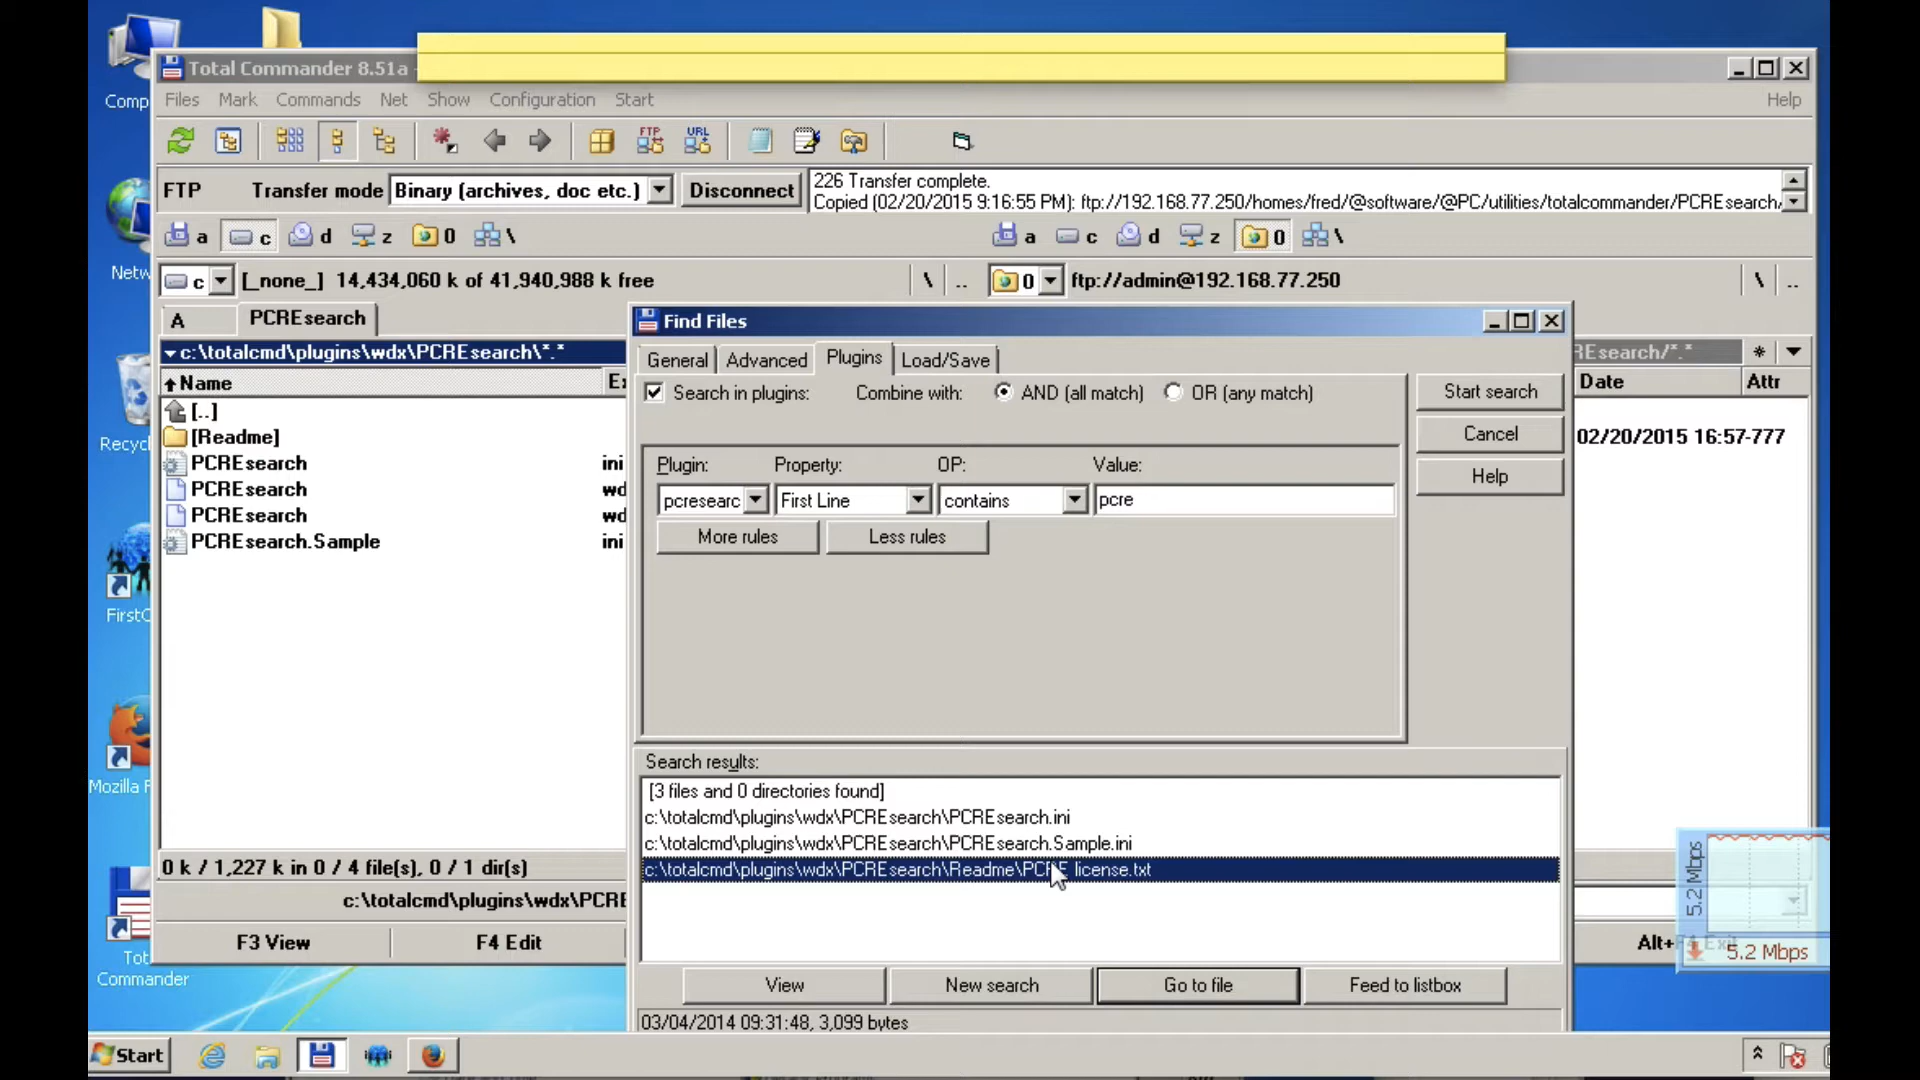 Comp
Netw
Recyc
FirstC
Mozilla F
Tot
Commander
Total Commander 8.51a
Files Mark Commands Net Show Configuration Start Help
FTP URL
FTP Transfer mode Binary (archives, doc etc.) Disconnect
226 Transfer complete.
Copied (02/20/2015 9:16:55 PM): ftp://192.168.77.250/homes/fred/@software/@PC/utilities/totalcommander/PCREsearch/
a c d z 0 \ a c d z 0 \
c [_none_] 14,434,060 k of 41,940,988 k free \ .. 0 ftp://admin@192.168.77.250 \ ..
A PCREsearch
c:\totalcmd\plugins\wdx\PCREsearch\*.*
REsearch/*.* * 
Name Ex
Date Attr
[..]
[Readme]
02/20/2015 16:57-777
PCREsearch ini
PCREsearch wd
PCREsearch wd
PCREsearch.Sample ini
0 k / 1,227 k in 0 / 4 file(s), 0 / 1 dir(s)
c:\totalcmd\plugins\wdx\PCRE
F3 View F4 Edit
Alt+F4 Exit
Find Files
General Advanced Plugins Load/Save
Search in plugins: Combine with: AND (all match) OR (any match)
Start search
Cancel
Help
Plugin: Property: OP: Value:
pcresearc First Line contains pcre
More rules Less rules
Search results:
[3 files and 0 directories found]
c:\totalcmd\plugins\wdx\PCREsearch\PCREsearch.ini
c:\totalcmd\plugins\wdx\PCREsearch\PCREsearch.Sample.ini
c:\totalcmd\plugins\wdx\PCREsearch\Readme\PCRE license.txt
View New search Go to file Feed to listbox
03/04/2014 09:31:48, 3,099 bytes
5.2 Mbps
5.2 Mbps
Start